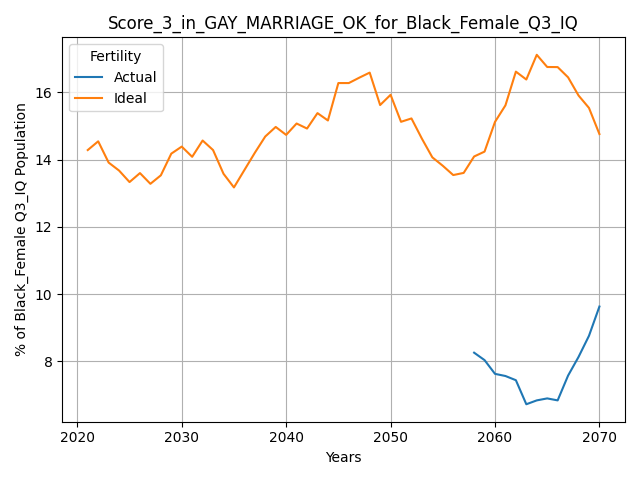 Score_3_in_GAY_MARRIAGE_OK_for_Black_Female_Q3_IQ
Fertility
Actual
Ideal
% of Black_Female Q3_IQ Population
16
14
12
10
8
2020 2030 2040 2050 2060 2070
Years